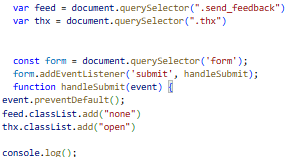 var feed = document.querySelector(".send_feedback")
var thx = document.querySelector(".thx")
const form = document.querySelector('form');
form.addEventListener('submit', handleSubmit);
function handleSubmit(event) {
event.preventDefault();
feed.classList.add("none")
thx.classList.add("open")
console.log();